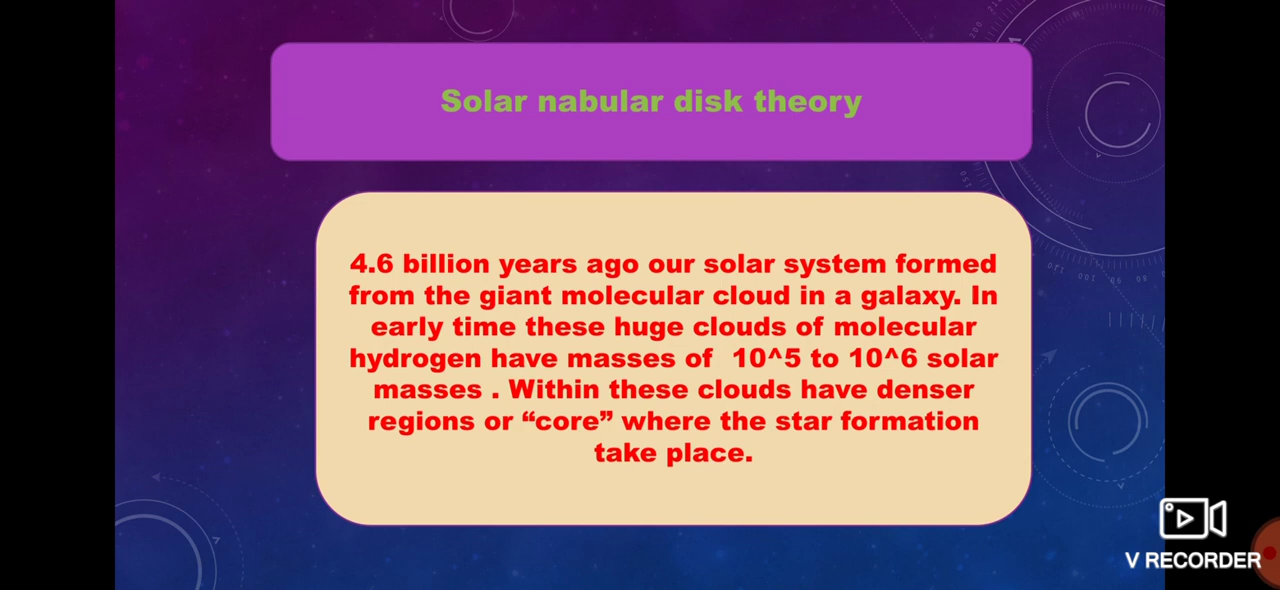 Solar nabular disk theory
4.6 billion years ago our solar system formed
from the giant molecular cloud in a galaxy. In
early time these huge clouds of molecular
hydrogen have masses of  10^5 to 10^6 solar
masses . Within these clouds have denser
regions or “core” where the star formation
take place.
V RECORDER